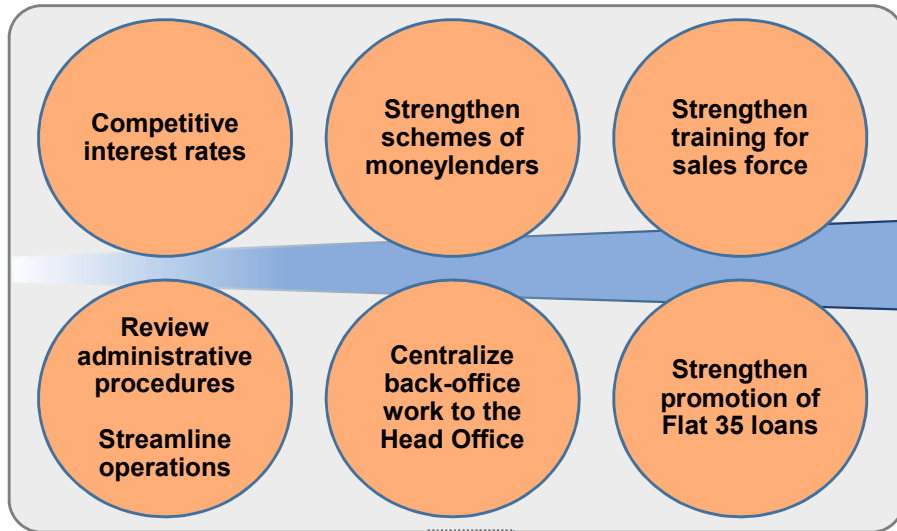 Competitive
interest rates
Strengthen
schemes of
moneylenders
Strengthen
training for
sales force
Review
administrative
procedures
Streamline
operations
Centralize
back-office
work to the
Head Office
Strengthen
promotion of
Flat 35 loans